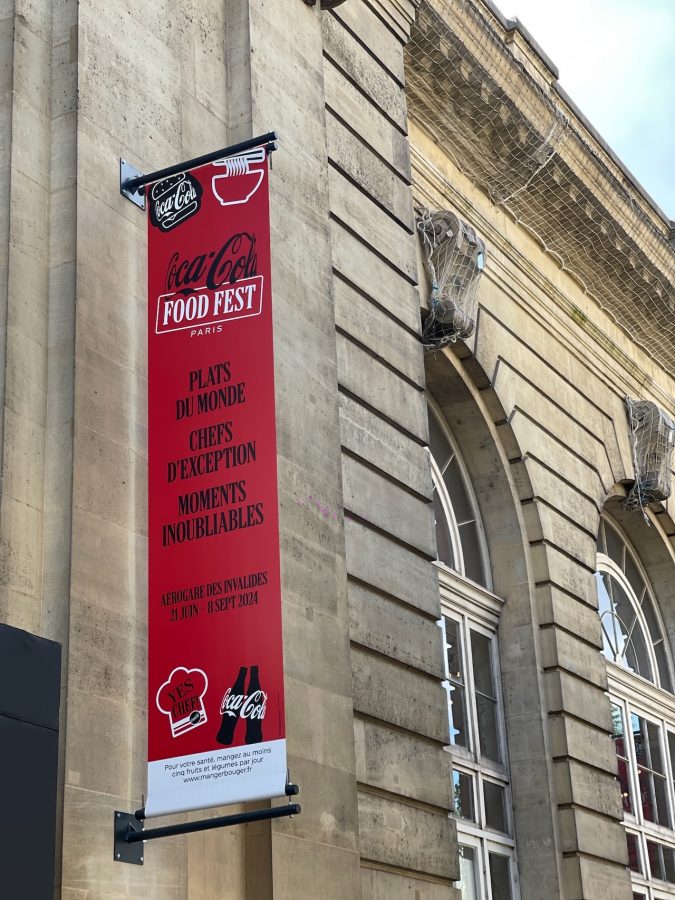 Coca-Cola
Coca-Cola
FOOD FEST
PARIS
PLATS
DU MONDE
CHEFS
D'EXCEPTION
MOMENTS
INOUBLIABLES
AÉROGARE DES INVALIDES
21 JUIN – 8 SEPT 2024
YES
CHEF!
Coca-Cola
Pour votre santé, mangez au moins
cinq fruits et légumes par jour
www.mangerbouger.fr